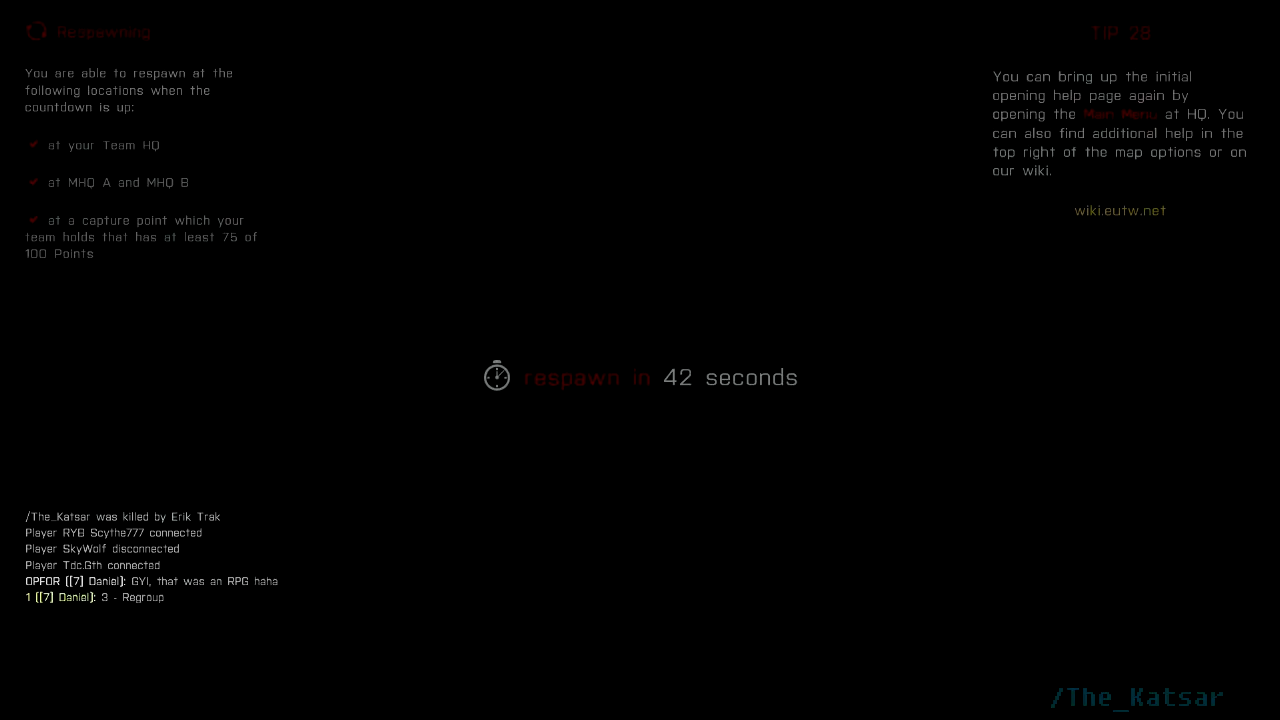 Respawning
You are able to respawn at the
following locations when the
countdown is up:
at your Team HQ
at MHQ A and MHQ B
at a capture point which your
team holds that has at least 75 of
100 Points
TIP 28
You can bring up the initial
opening help page again by
opening the Main Menu at HQ. You
can also find additional help in the
top right of the map options or on
our wiki.
wiki.eutw.net
respawn in 42 seconds
/The_Katsar was killed by Erik Trak
Player RYB Scythe777 connected
Player SkyWolf disconnected
Player Tdc.Gth connected
OPFOR ([7] Daniel): GYI, that was an RPG haha
1 ([7] Daniel): 3 - Regroup
/The_Katsar